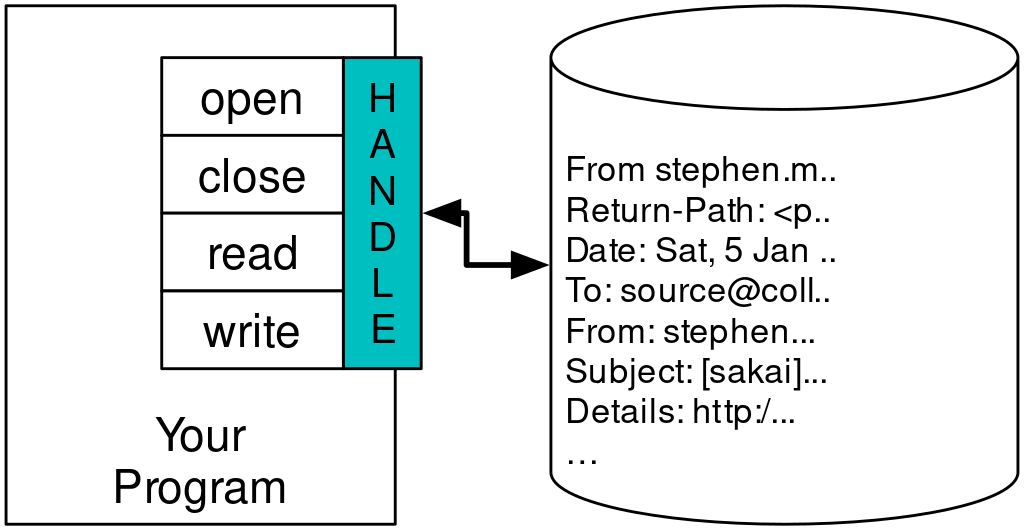 open
close
read
write
HANDLE
Your
Program
From stephen.m..
Return-Path: <p..
Date: Sat, 5 Jan ..
To: source@coll..
From: stephen...
Subject: [sakai]...
Details: http:/...
…